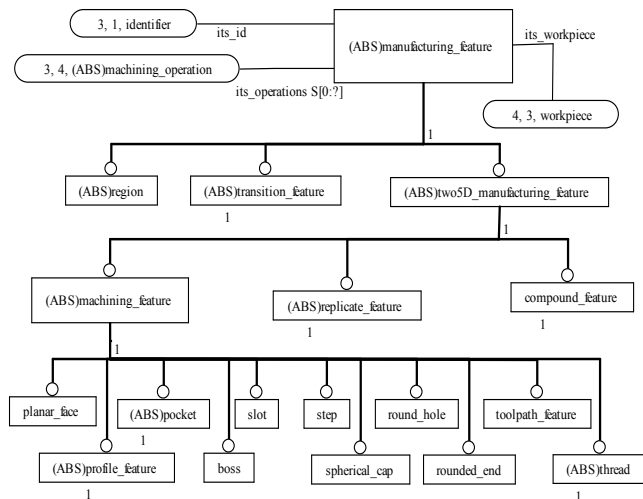 3, 1, identifier
its_id
(ABS)manufacturing_feature
its_workpiece
3, 4, (ABS)machining_operation
its_operations S[0:?]
4, 3, workpiece
1
(ABS)region
(ABS)transition_feature
(ABS)two5D_manufacturing_feature
1
1
(ABS)machining_feature
(ABS)replicate_feature
compound_feature
1
1
1
planar_face
(ABS)pocket
slot
step
round_hole
toolpath_feature
1
(ABS)profile_feature
boss
spherical_cap
rounded_end
(ABS)thread
1
1